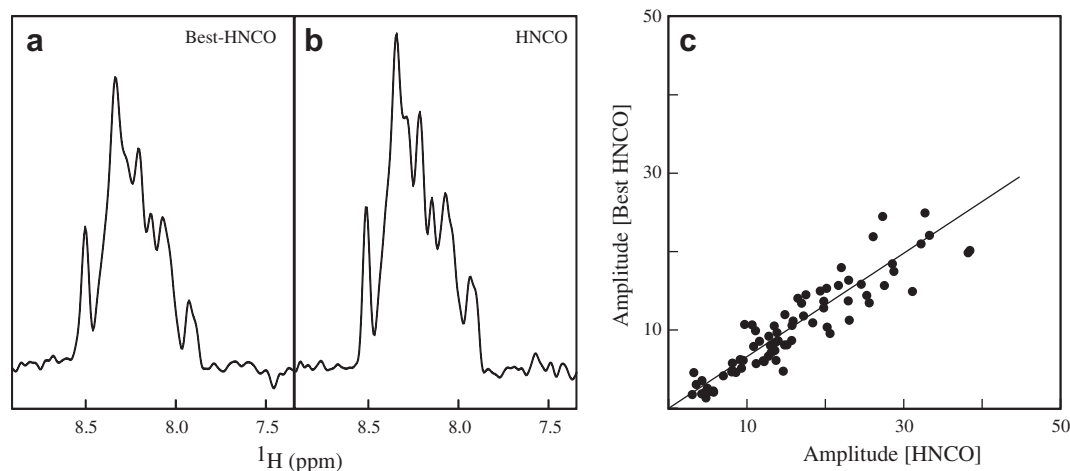 a
Best-HNCO
8.5
8.0
7.5
b
HNCO
8.5
8.0
7.5
1H (ppm)
c
50
30
10
10
30
50
Amplitude [Best HNCO]
Amplitude [HNCO]